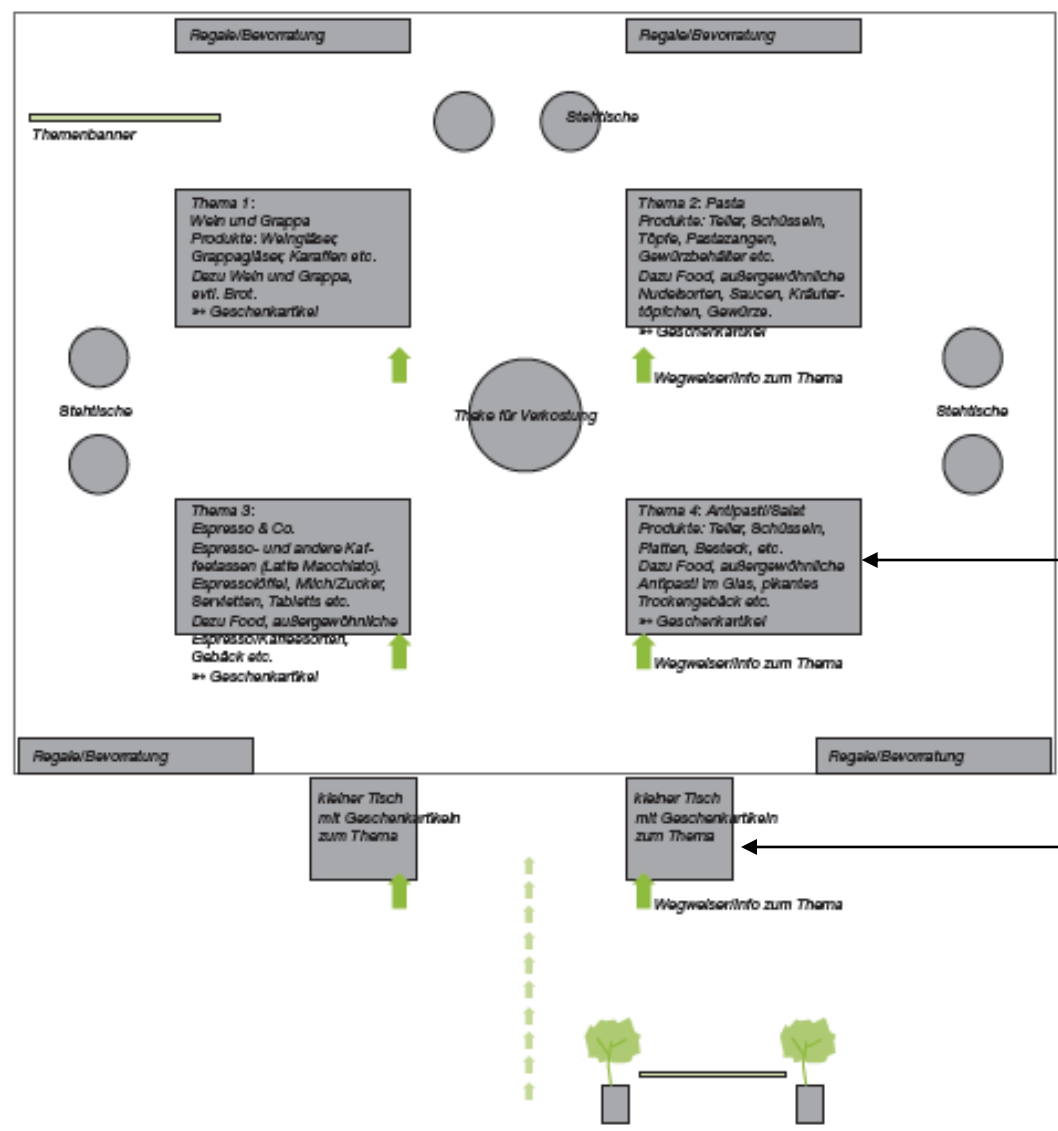 Regale/Bevorratung
Regale/Bevorratung
Themenbanner
Stehtische
Thema 1:
Wein und Grappa
Produkte: Weingläser,
Grappagläser, Karaffen etc.
Dazu Wein und Grappa,
evtl. Brot.
➳ Geschenkartikel
Thema 2: Pasta
Produkte: Teller, Schüsseln,
Töpfe, Pastazangen,
Gewürzbehälter etc.
Dazu Food, außergewöhnliche
Nudelsorten, Saucen, Kräuter-
töpfchen, Gewürze.
➳ Geschenkartikel
Wegweiser/Info zum Thema
Stehtische
Theke für Verkostung
Stehtische
Thema 3:
Espresso & Co.
Espresso- und andere Kaf-
feetassen (Latte Macchiato).
Espressolöffel, Milch/Zucker,
Servietten, Tabletts etc.
Dazu Food, außergewöhnliche
Espresso/Kaffeesorten,
Gebäck etc.
➳ Geschenkartikel
Thema 4: Antipasti/Salat
Produkte: Teller, Schüsseln,
Platten, Besteck, etc.
Dazu Food, außergewöhnliche
Antipasti im Glas, pikantes
Trockengebäck etc.
➳ Geschenkartikel
Wegweiser/Info zum Thema
Regale/Bevorratung
Regale/Bevorratung
kleiner Tisch
mit Geschenkartikeln
zum Thema
kleiner Tisch
mit Geschenkartikeln
zum Thema
Wegweiser/Info zum Thema